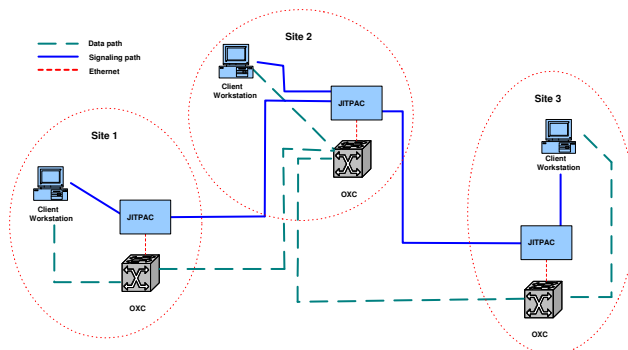 Data path
Signaling path
Ethernet
Site 2
Client
Workstation
JITPAC
OXC
Site 1
Client
Workstation
JITPAC
OXC
Site 3
Client
Workstation
JITPAC
OXC